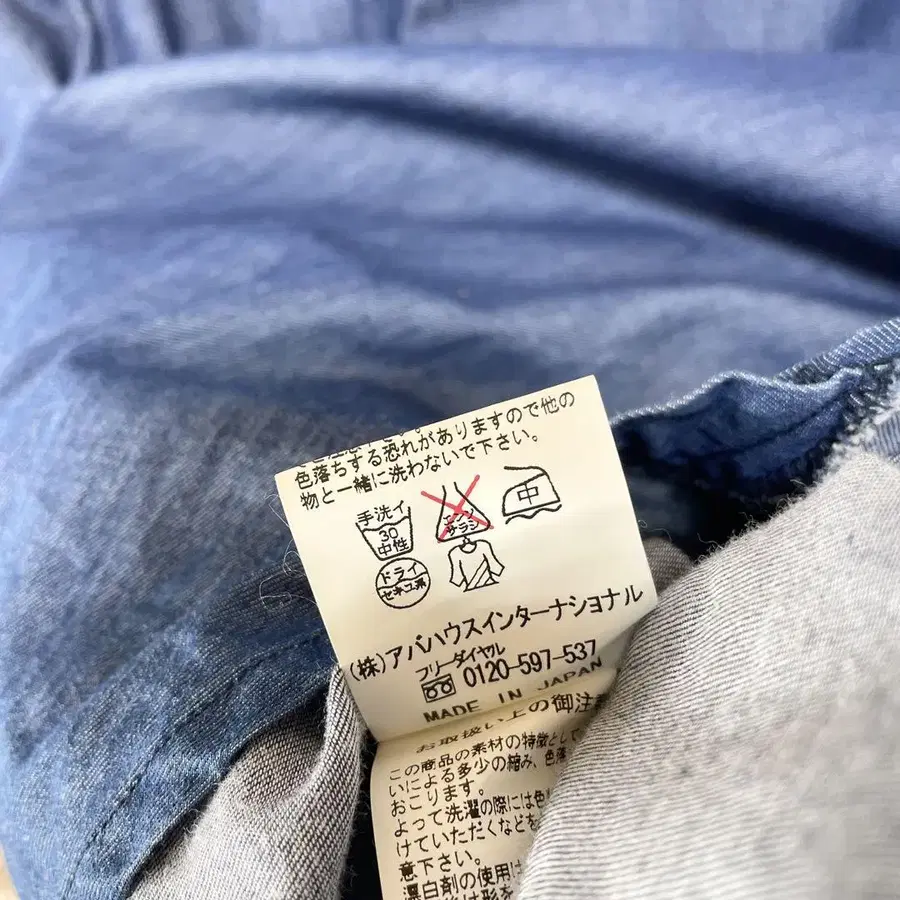 色落ちする恐れがありますので他の
物と一緒に洗わないで下さい。
手洗イ
30
中性
エンソ
サラシ
中
ドライ
セキユ系
(株)アバハウスインターナショナル
フリーダイヤル
0120-597-537
MADE IN JAPAN
お取扱い上の御注意
この商品の素材の特徴として
いによる多少の縮み、色落
おこります。
よって洗濯の際には色
けていただくなどを
意下さい。
漂白剤の使用は